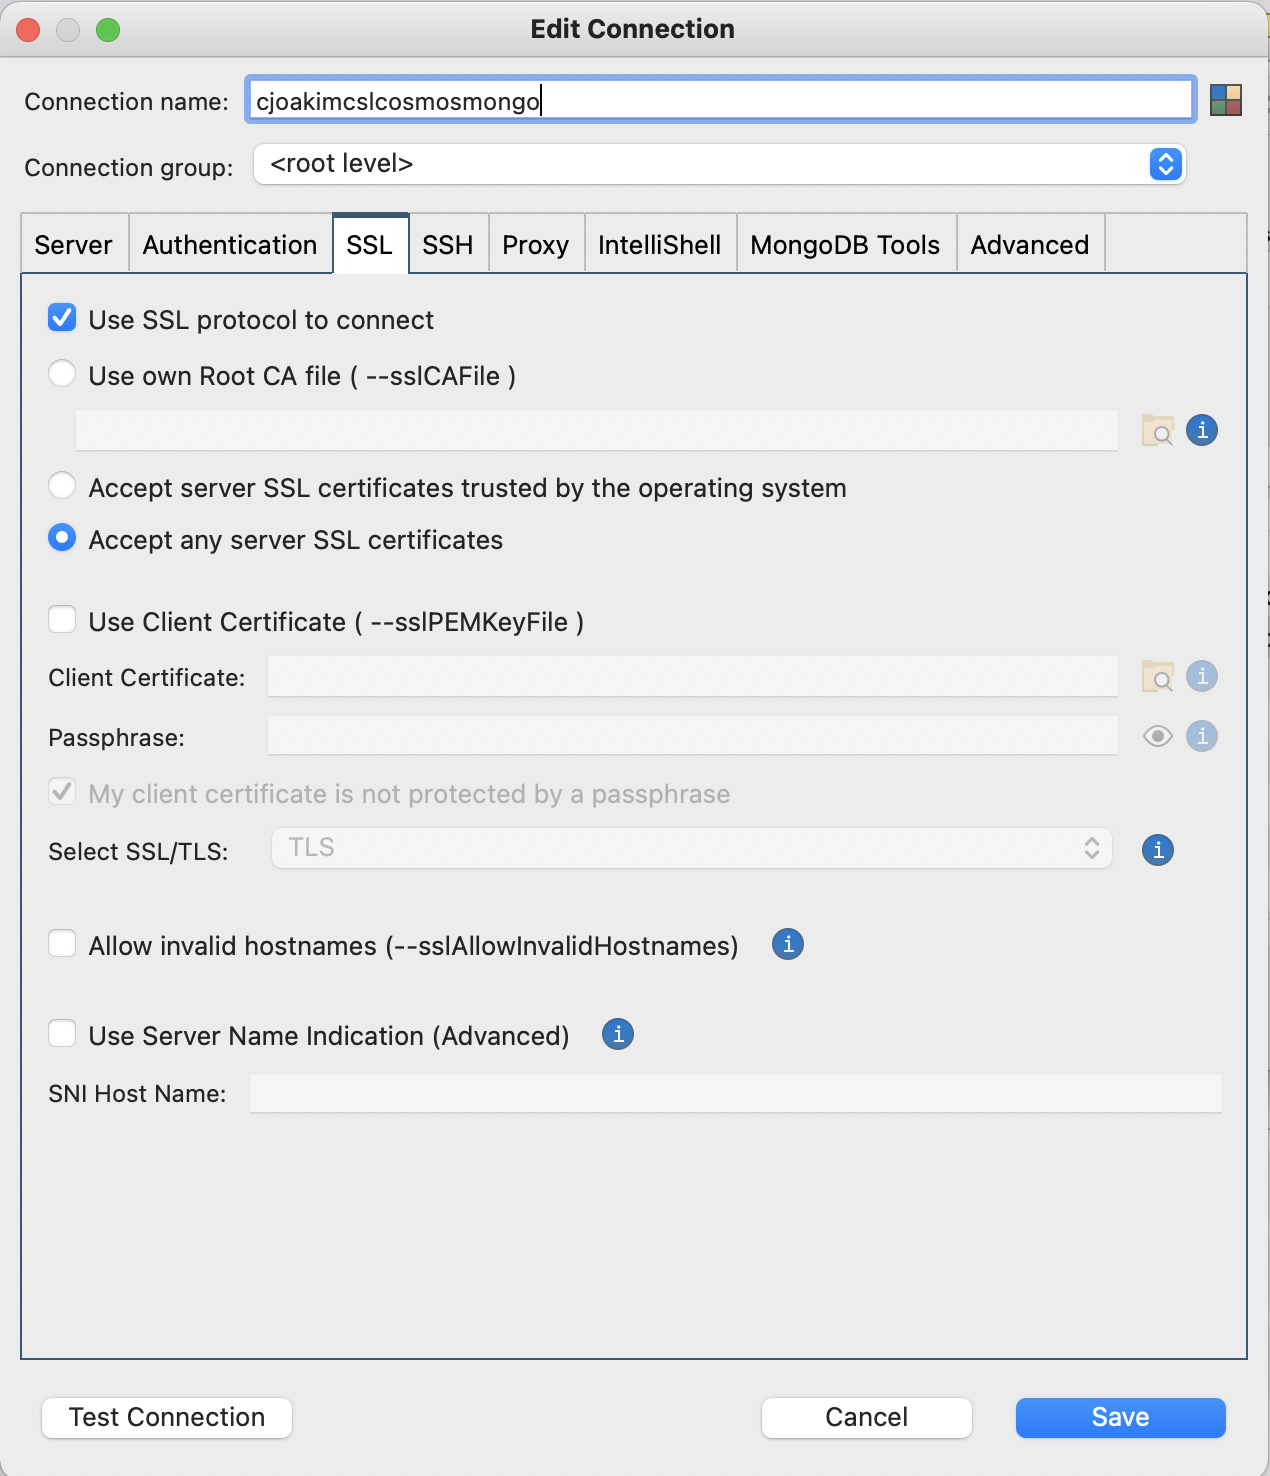 Edit Connection
Connection name: cjoakimcslcosmosmongo
Connection group: <root level>
Server Authentication SSL SSH Proxy IntelliShell MongoDB Tools Advanced
Use SSL protocol to connect
Use own Root CA file ( --sslCAFile )
Accept server SSL certificates trusted by the operating system
Accept any server SSL certificates
Use Client Certificate ( --sslPEMKeyFile )
Client Certificate:
Passphrase:
My client certificate is not protected by a passphrase
Select SSL/TLS: TLS
Allow invalid hostnames (--sslAllowInvalidHostnames)
Use Server Name Indication (Advanced)
SNI Host Name:
Test Connection Cancel Save